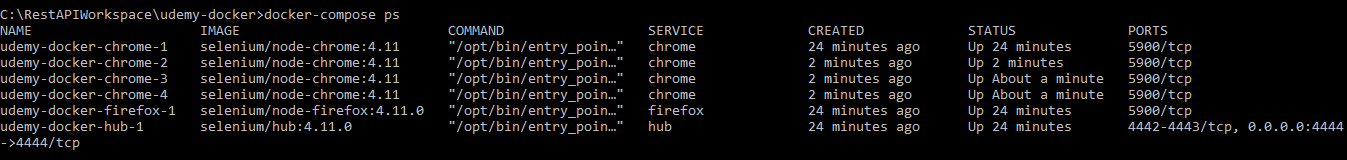 C:\RestAPIWorkspace\udemy-docker>docker-compose ps
NAME IMAGE COMMAND SERVICE CREATED STATUS PORTS
udemy-docker-chrome-1 selenium/node-chrome:4.11 "/opt/bin/entry_poin…" chrome 24 minutes ago Up 24 minutes 5900/tcp
udemy-docker-chrome-2 selenium/node-chrome:4.11 "/opt/bin/entry_poin…" chrome 2 minutes ago Up 2 minutes 5900/tcp
udemy-docker-chrome-3 selenium/node-chrome:4.11 "/opt/bin/entry_poin…" chrome 2 minutes ago Up About a minute 5900/tcp
udemy-docker-chrome-4 selenium/node-chrome:4.11 "/opt/bin/entry_poin…" chrome 2 minutes ago Up About a minute 5900/tcp
udemy-docker-firefox-1 selenium/node-firefox:4.11.0 "/opt/bin/entry_poin…" firefox 24 minutes ago Up 24 minutes 5900/tcp
udemy-docker-hub-1 selenium/hub:4.11.0 "/opt/bin/entry_poin…" hub 24 minutes ago Up 24 minutes 4442-4443/tcp, 0.0.0.0:4444
->4444/tcp